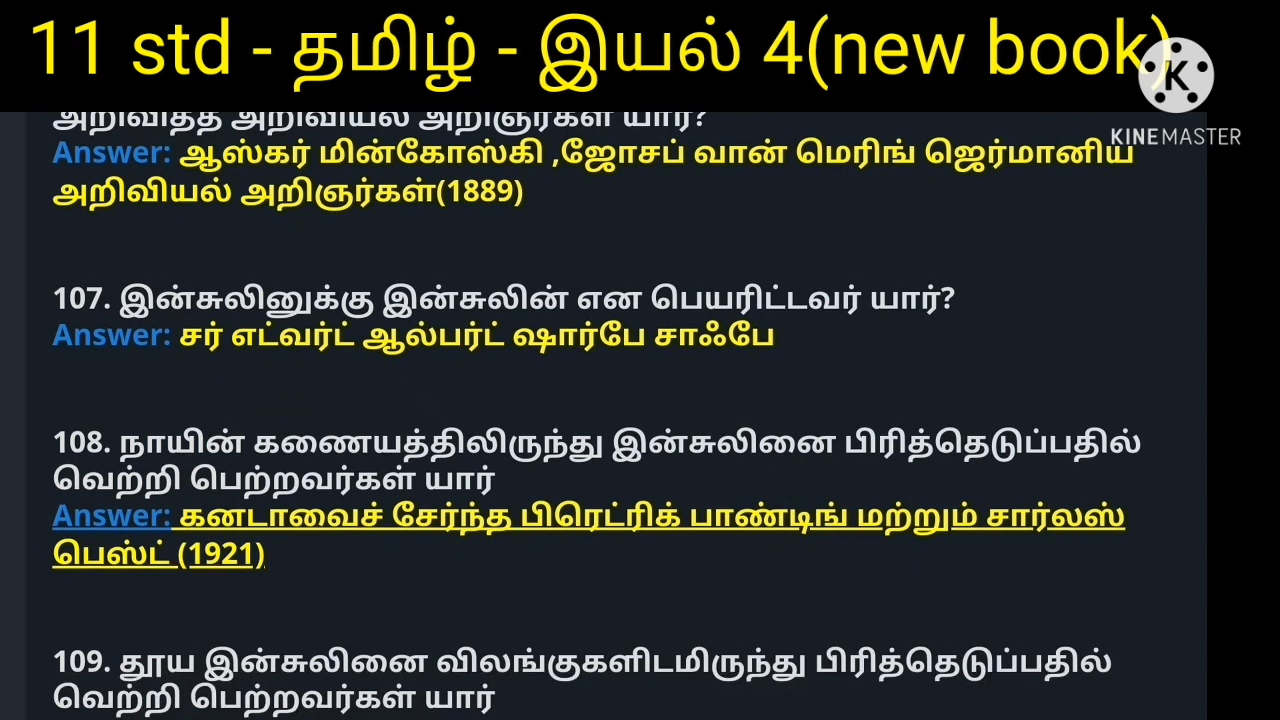 11 std - தமிழ் - இயல் 4(new book)
KINEMASTER
அறிவித்த அறிவியல் அறிஞர்கள் யார்?
Answer: ஆஸ்கர் மின்கோஸ்கி ,ஜோசப் வான் மெரிங் ஜெர்மானிய
அறிவியல் அறிஞர்கள்(1889)
107. இன்சுலினுக்கு இன்சுலின் என பெயரிட்டவர் யார்?
Answer: சர் எட்வர்ட் ஆல்பர்ட் ஷார்பே சாஃபே
108. நாயின் கணையத்திலிருந்து இன்சுலினை பிரித்தெடுப்பதில்
வெற்றி பெற்றவர்கள் யார்
Answer: கனடாவைச் சேர்ந்த பிரெட்ரிக் பாண்டிங் மற்றும் சார்லஸ்
பெஸ்ட் (1921)
109. தூய இன்சுலினை விலங்குகளிடமிருந்து பிரித்தெடுப்பதில்
வெற்றி பெற்றவர்கள் யார்